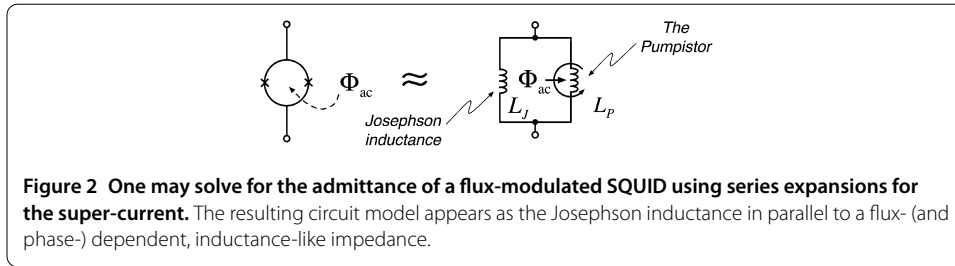 The
Pumpistor
Φac ≈ Φac
Josephson
inductance
LJ LP
Figure 2 One may solve for the admittance of a flux-modulated SQUID using series expansions for
the super-current. The resulting circuit model appears as the Josephson inductance in parallel to a flux- (and
phase-) dependent, inductance-like impedance.